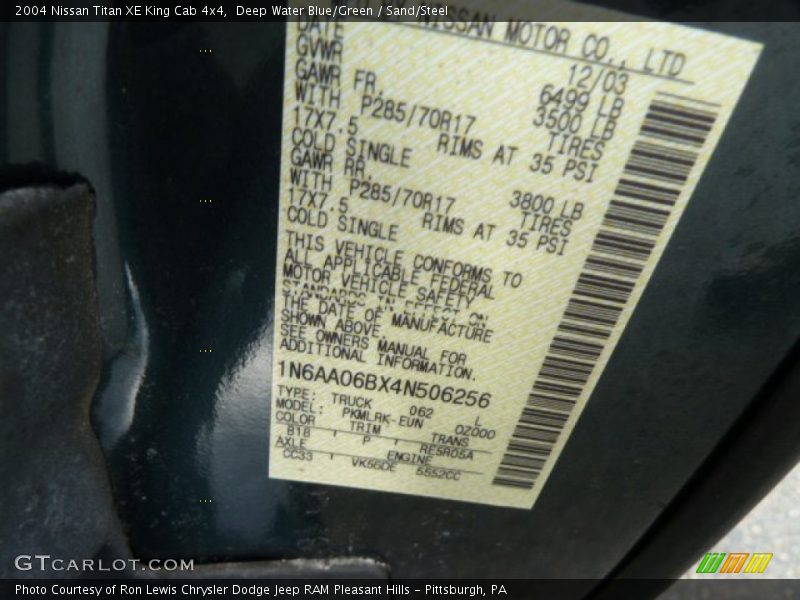 2004 Nissan Titan XE King Cab 4x4,  Deep Water Blue/Green / Sand/Steel
NISSAN MOTOR CO., LTD
DATE 12/03
GVWR 6499 LB
GAWR FR. 3500 LB
WITH P285/70R17 TIRES
17X7.5 RIMS AT 35 PSI
COLD SINGLE
GAWR RR. 3800 LB
WITH P285/70R17 TIRES
17X7.5 RIMS AT 35 PSI
COLD SINGLE
THIS VEHICLE CONFORMS TO
ALL APPLICABLE FEDERAL
MOTOR VEHICLE SAFETY
STANDARDS IN EFFECT ON
THE DATE OF MANUFACTURE
SHOWN ABOVE.
SEE OWNERS MANUAL FOR
ADDITIONAL INFORMATION.
1N6AA06BX4N506256
TYPE: TRUCK 062 L
MODEL: PKMLRK-EUN 0Z000
COLOR TRIM TRANS
B18 P RE5R05A
AXLE ENGINE
CC33 VK56DE 5552CC
GTCARLOT.COM
Photo Courtesy of Ron Lewis Chrysler Dodge Jeep RAM Pleasant Hills - Pittsburgh, PA